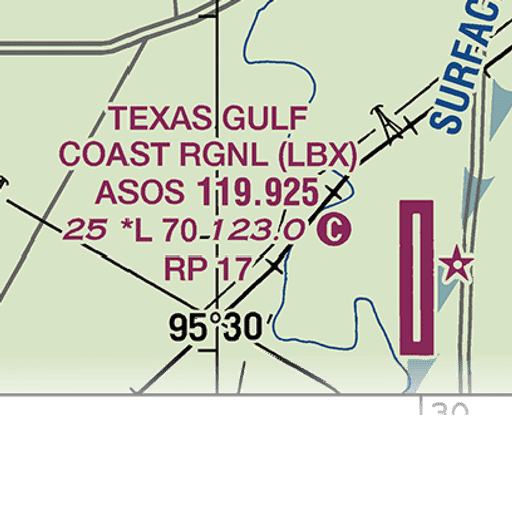 SURFAC
TEXAS GULF
COAST RGNL (LBX)
ASOS 119.925
25 *L 70 123.0 C
RP 17
95°30'
30